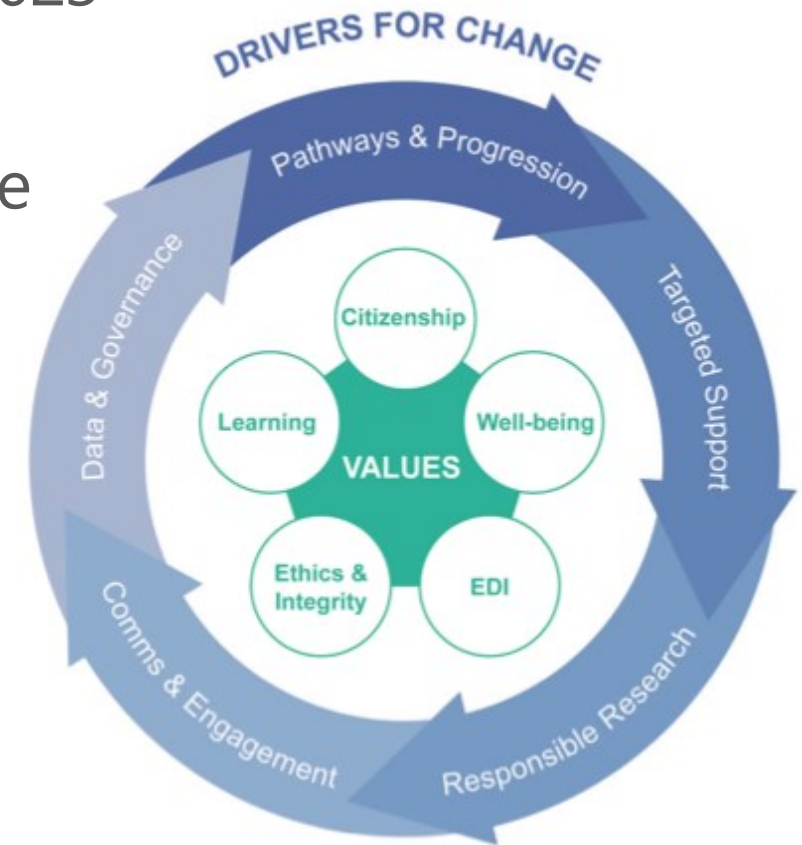 DRIVERS FOR CHANGE
Pathways & Progression
Targeted Support
Responsible Research
Comms & Engagement
Data & Governance
VALUES
Citizenship
Well-being
EDI
Ethics &
Integrity
Learning